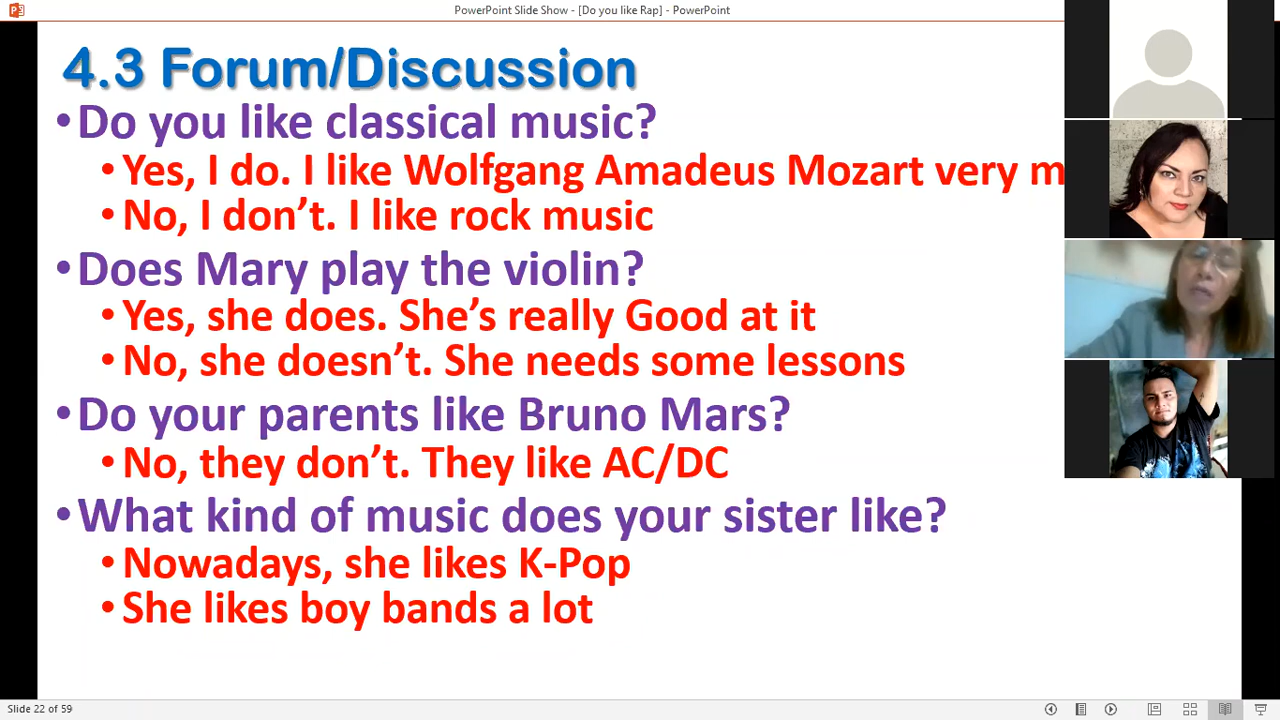 PowerPoint Slide Show - [Do you like Rap] - PowerPoint
4.3 Forum/Discussion
•Do you like classical music?
•Yes, I do. I like Wolfgang Amadeus Mozart very
•No, I don’t. I like rock music
•Does Mary play the violin?
•Yes, she does. She’s really Good at it
•No, she doesn’t. She needs some lessons
•Do your parents like Bruno Mars?
•No, they don’t. They like AC/DC
•What kind of music does your sister like?
•Nowadays, she likes K-Pop
•She likes boy bands a lot
Slide 22 of 59